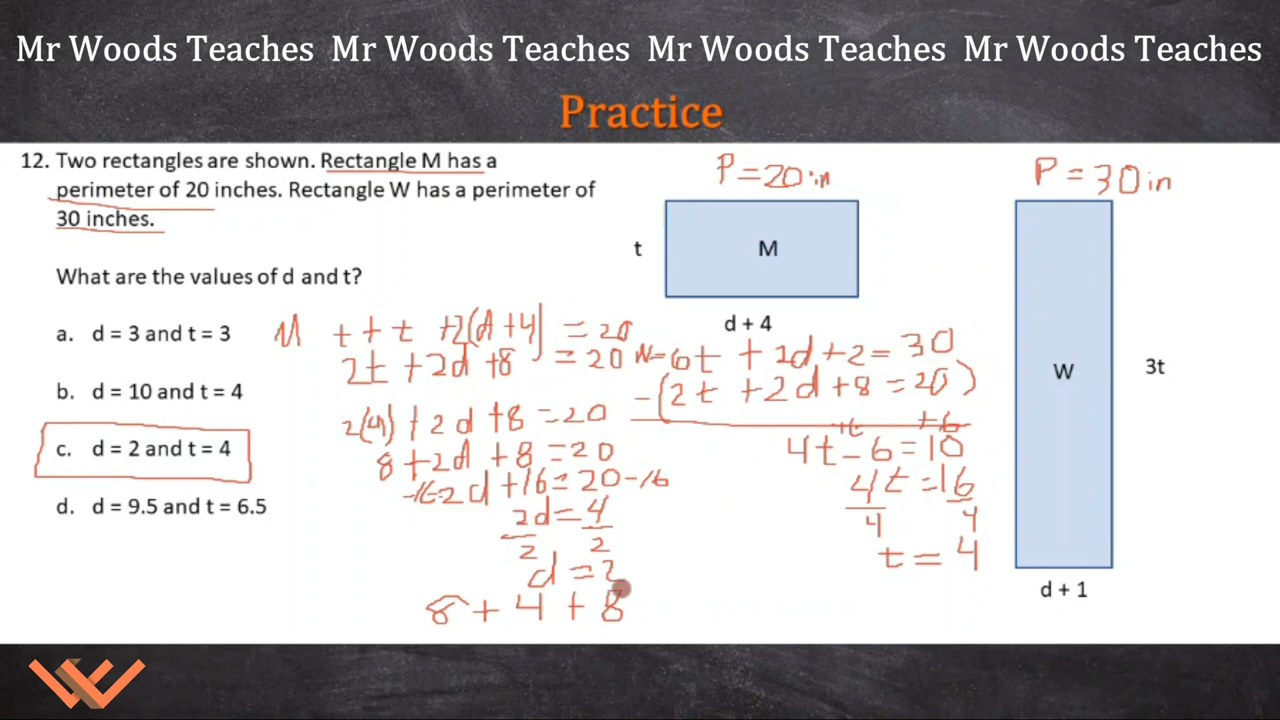 Mr Woods Teaches Mr Woods Teaches Mr Woods Teaches Mr Woods Teaches
Practice
12. Two rectangles are shown. Rectangle M has a
perimeter of 20 inches. Rectangle W has a perimeter of
30 inches.
What are the values of d and t?
a. d = 3 and t = 3
b. d = 10 and t = 4
c. d = 2 and t = 4
d. d = 9.5 and t = 6.5
P = 20 in
t
M
d + 4
P = 30 in
W
3t
d + 1
M t + t + 2(d + 4) = 20
2t + 2d + 8 = 20
2(4) + 2d + 8 = 20
8 + 2d + 8 = 20
-16 2d + 16 = 20 - 16
2d = 4
2 2
d = 2
8 + 4 + 8
W = 6t + 2d + 2 = 30
- (2t + 2d + 8 = 20)
+6 +6
4t - 6 = 10
4t = 16
4 4
t = 4